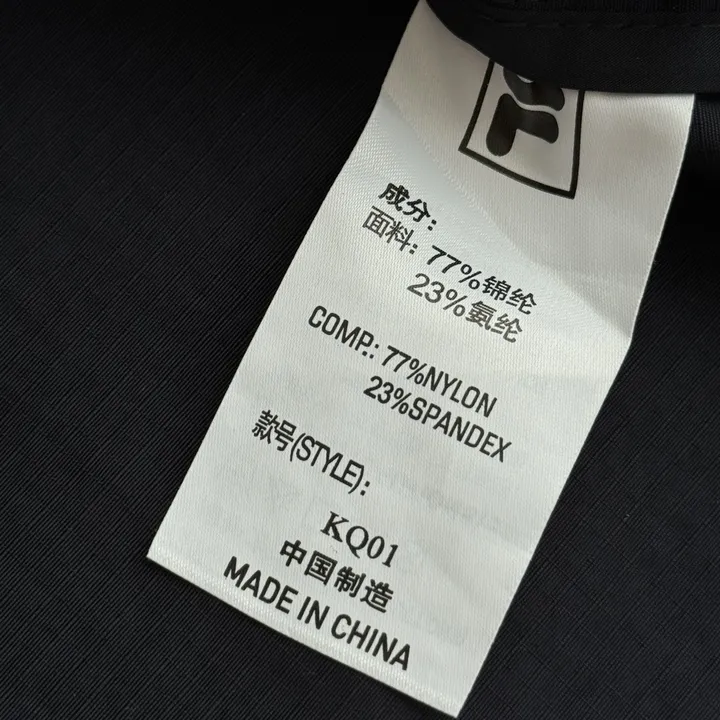 成分:
面料: 77%锦纶
23%氨纶
COMP.: 77%NYLON
23%SPANDEX
款号(STYLE):
KQ01
中国制造
MADE IN CHINA